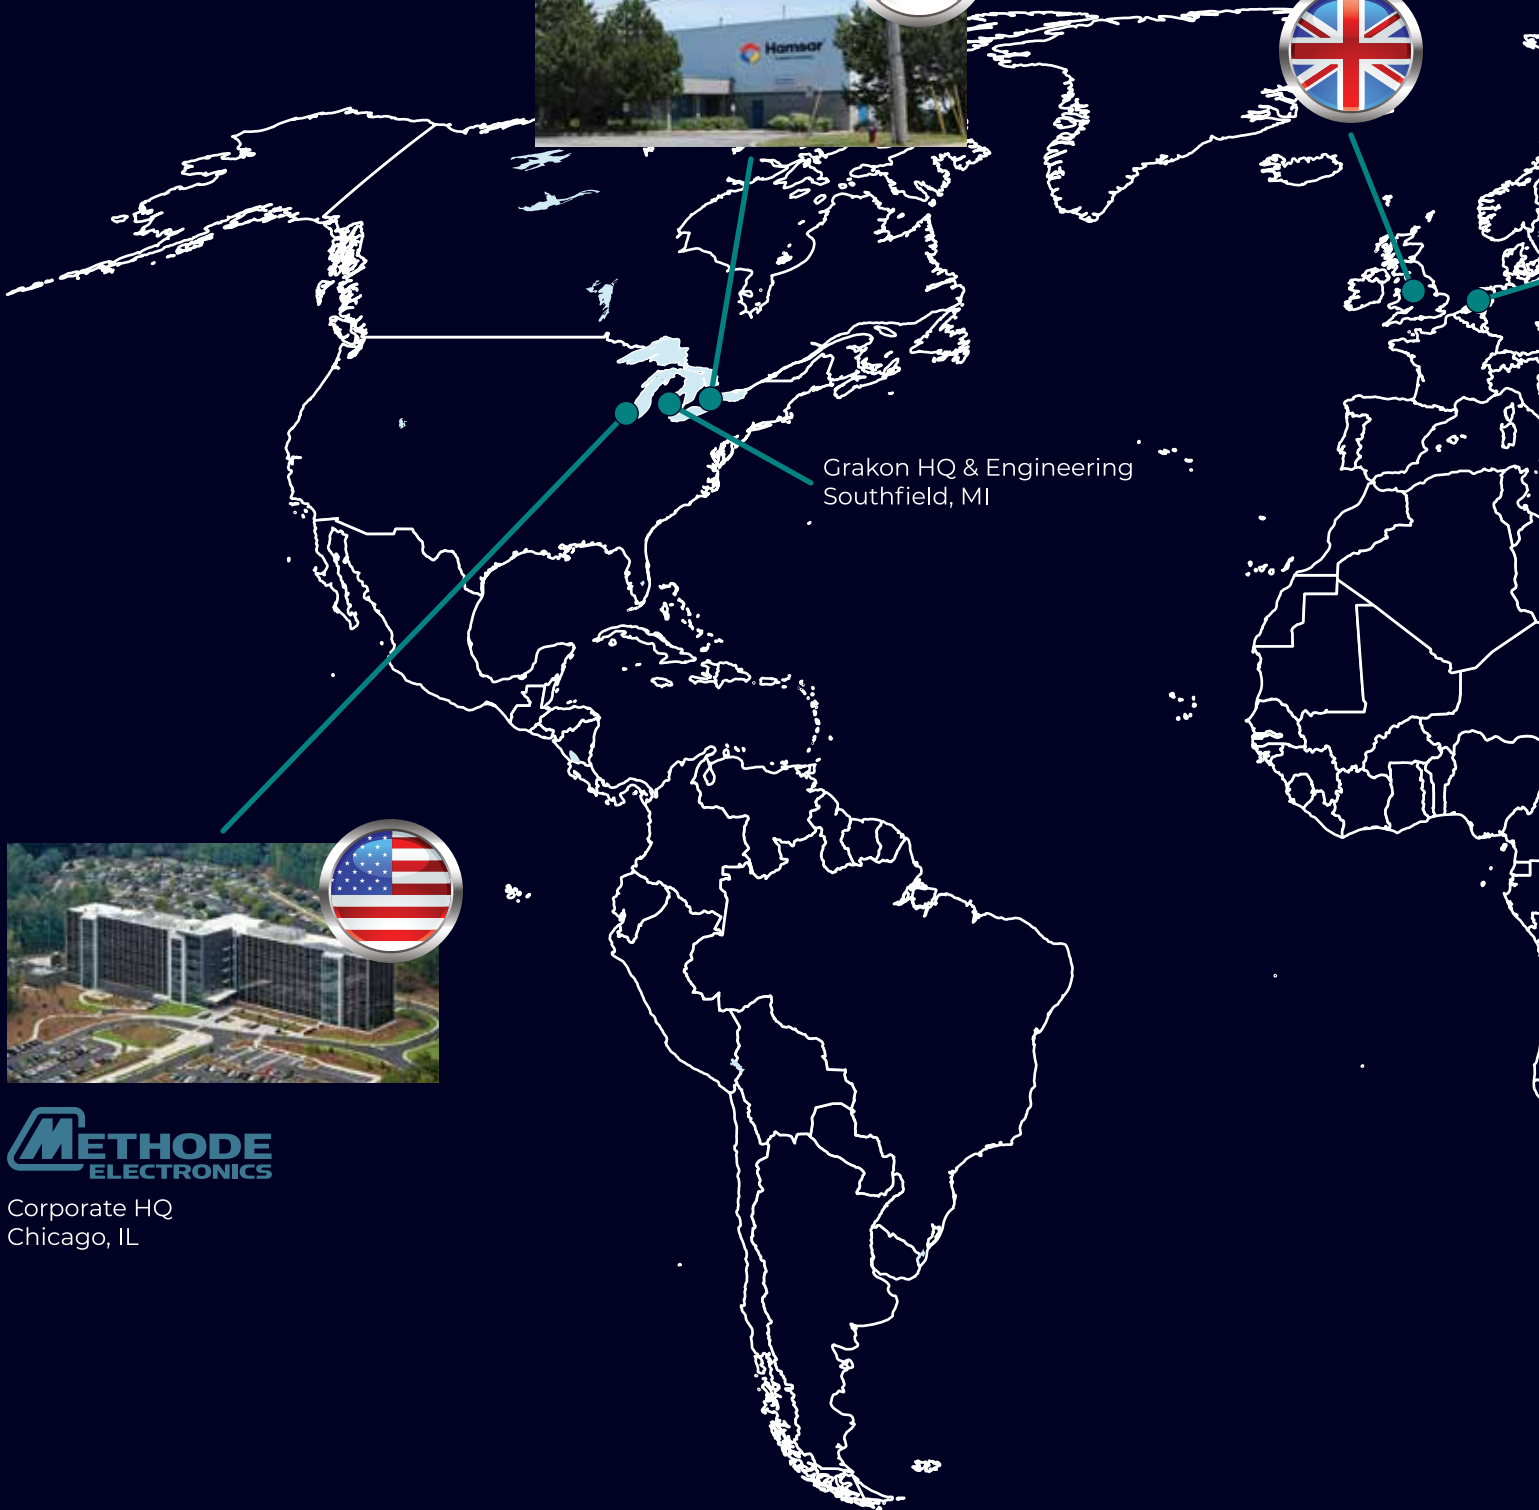 Hamsar
Grakon HQ & Engineering
Southfield, MI
METHODE
ELECTRONICS
Corporate HQ
Chicago, IL